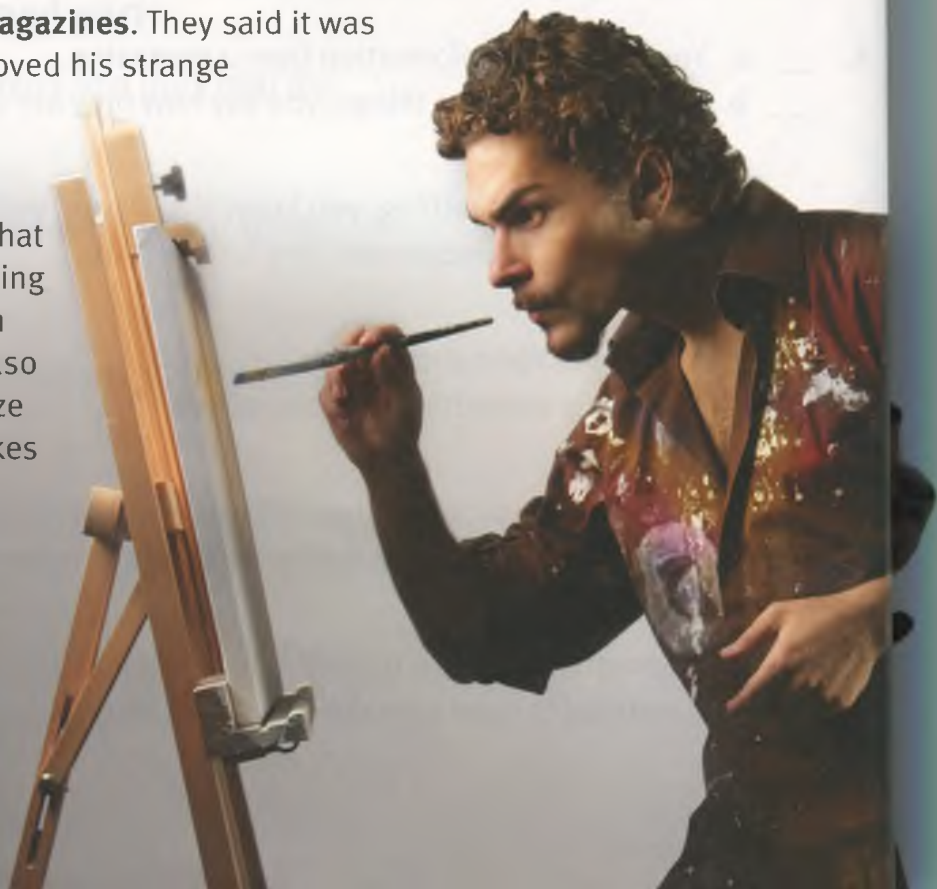 agazines. They said it was
oved his strange
hat
ing
n
so
ze
kes